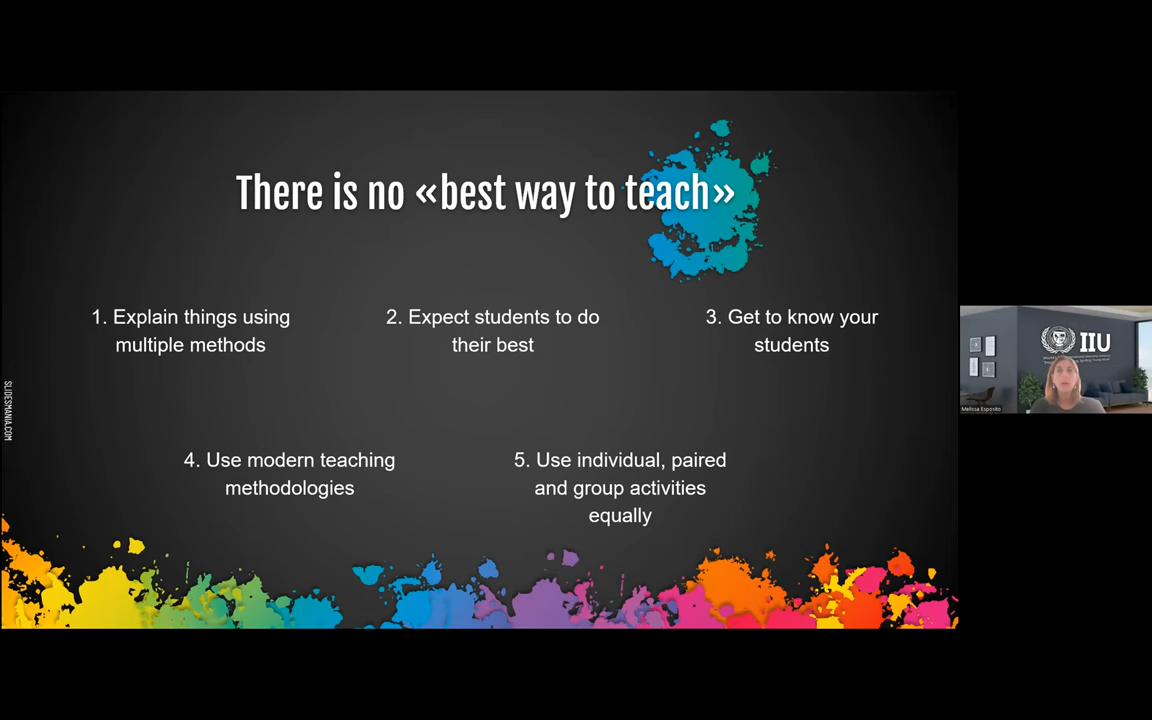 There is no «best way to teach»
1. Explain things using
multiple methods
2. Expect students to do
their best
3. Get to know your
students
4. Use modern teaching
methodologies
5. Use individual, paired
and group activities
equally
SLIDESMANIA.COM
IIU
Melissa Esposito